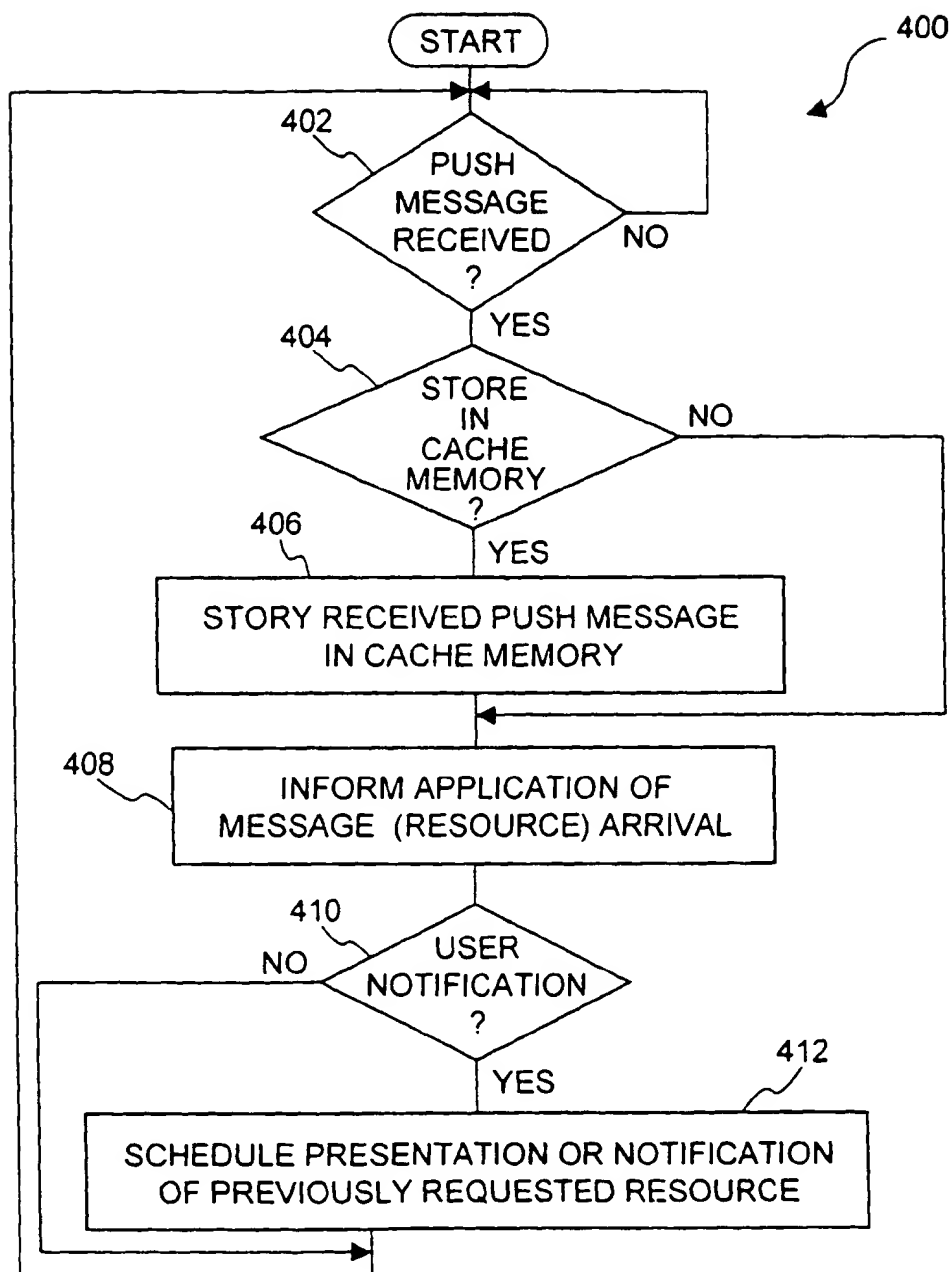 START
400
402
PUSH
MESSAGE
RECEIVED
?
NO
YES
404
STORE
IN
CACHE
MEMORY
?
NO
YES
406
STORY RECEIVED PUSH MESSAGE
IN CACHE MEMORY
408
INFORM APPLICATION OF
MESSAGE (RESOURCE) ARRIVAL
410
USER
NOTIFICATION
?
NO
YES
412
SCHEDULE PRESENTATION OR NOTIFICATION
OF PREVIOUSLY REQUESTED RESOURCE